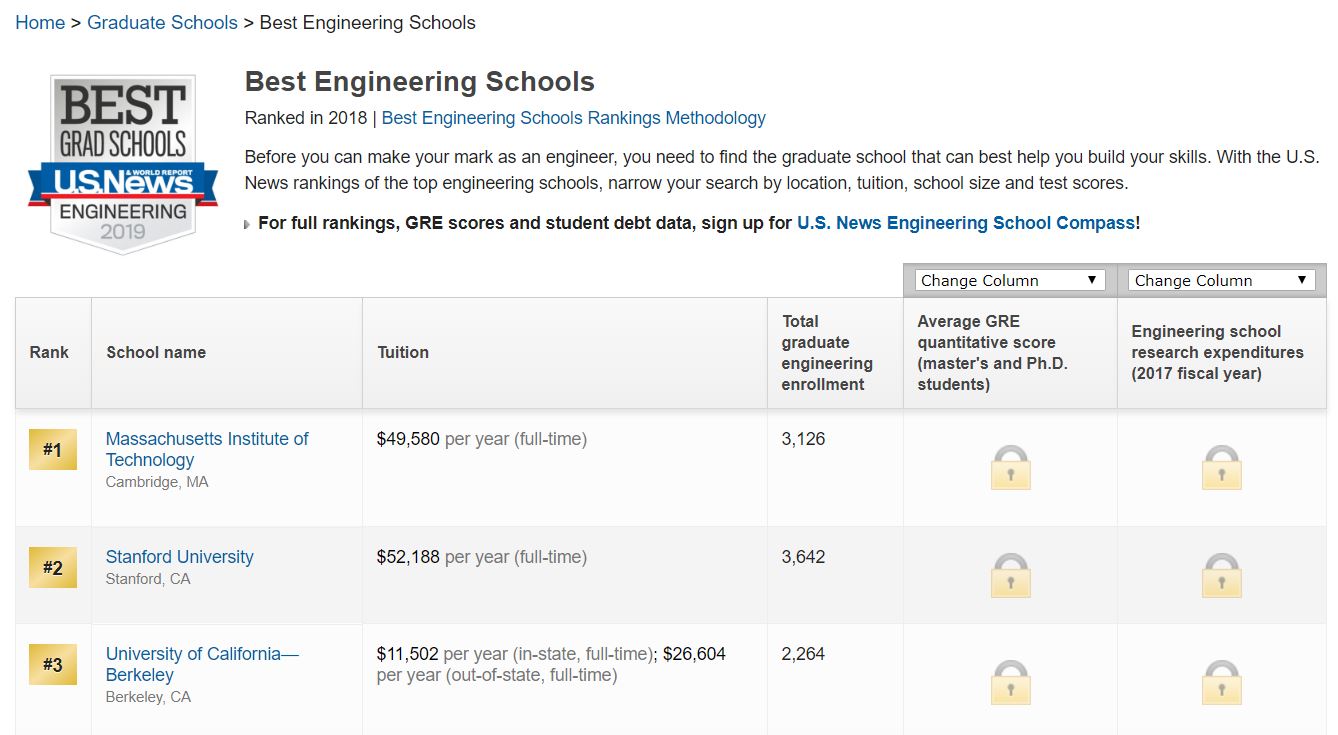 Home > Graduate Schools > Best Engineering Schools
BEST
GRAD SCHOOLS
U.S.News & WORLD REPORT
ENGINEERING
2019
Best Engineering Schools
Ranked in 2018 | Best Engineering Schools Rankings Methodology
Before you can make your mark as an engineer, you need to find the graduate school that can best help you build your skills. With the U.S.
News rankings of the top engineering schools, narrow your search by location, tuition, school size and test scores.
For full rankings, GRE scores and student debt data, sign up for U.S. News Engineering School Compass!
Change Column
Change Column
Rank
School name
Tuition
Total
graduate
engineering
enrollment
Average GRE
quantitative score
(master's and Ph.D.
students)
Engineering school
research expenditures
(2017 fiscal year)
#1
Massachusetts Institute of
Technology
Cambridge, MA
$49,580 per year (full-time)
3,126
#2
Stanford University
Stanford, CA
$52,188 per year (full-time)
3,642
#3
University of California—
Berkeley
Berkeley, CA
$11,502 per year (in-state, full-time); $26,604
per year (out-of-state, full-time)
2,264